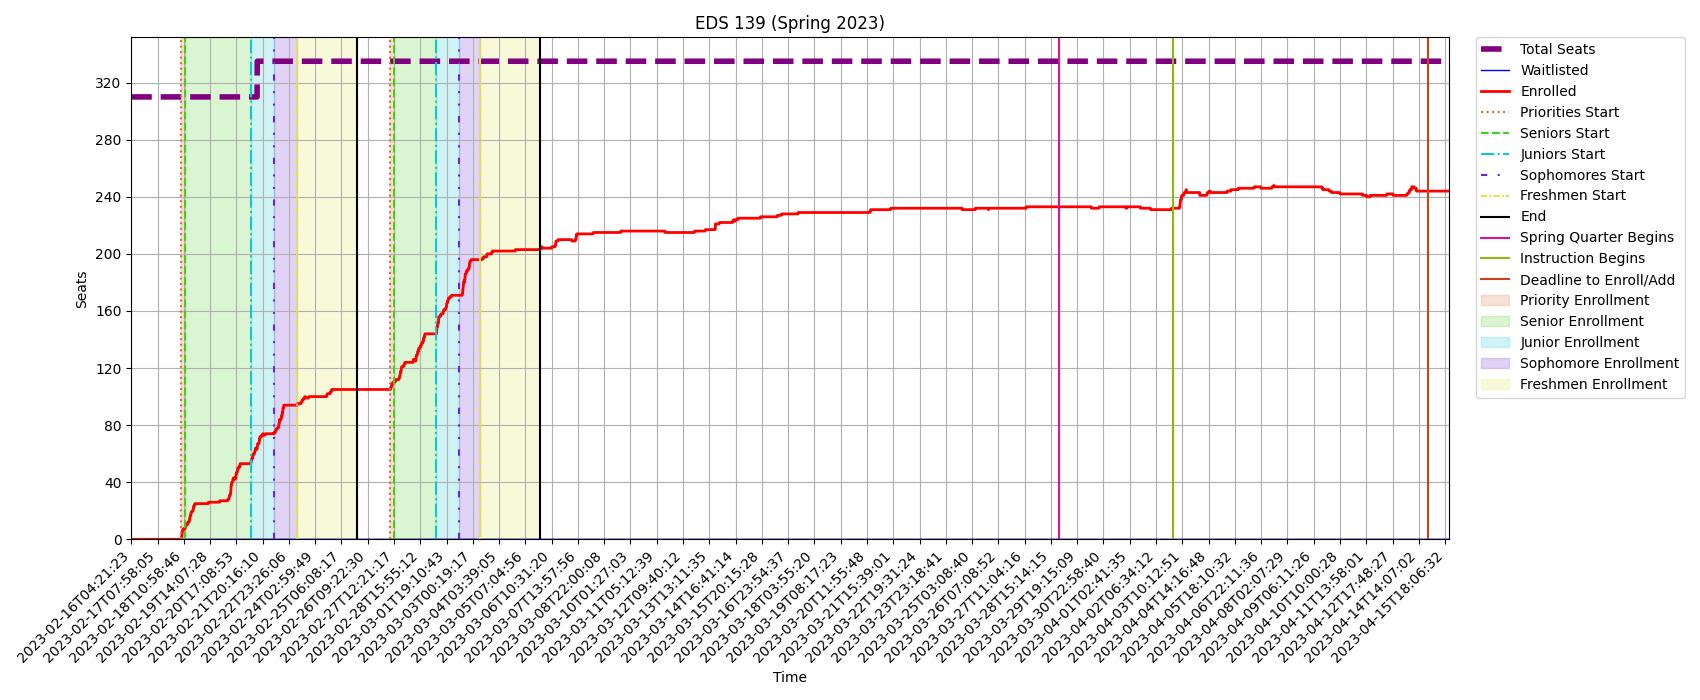 EDS 139 (Spring 2023)
Seats
320
280
240
200
160
120
80
40
0
2023-02-16T04:21:23
2023-02-17T17:58:05
2023-02-18T10:58:46
2023-02-19T14:07:28
2023-02-20T17:08:53
2023-02-21T20:16:10
2023-02-22T23:26:06
2023-02-24T02:59:49
2023-02-25T06:08:17
2023-02-26T09:22:30
2023-02-27T12:21:17
2023-02-28T15:55:12
2023-03-01T19:10:43
2023-03-03T00:19:17
2023-03-04T03:39:05
2023-03-05T07:04:56
2023-03-06T10:31:20
2023-03-07T13:57:56
2023-03-08T22:00:08
2023-03-10T01:27:03
2023-03-11T05:12:39
2023-03-12T09:40:12
2023-03-13T13:11:35
2023-03-14T16:41:14
2023-03-15T20:15:28
2023-03-16T23:54:37
2023-03-18T03:55:20
2023-03-19T08:17:23
2023-03-20T11:55:48
2023-03-21T15:39:01
2023-03-22T19:31:24
2023-03-23T23:18:41
2023-03-25T03:08:40
2023-03-26T07:08:52
2023-03-27T11:04:16
2023-03-28T15:14:15
2023-03-29T19:15:09
2023-03-30T22:58:40
2023-04-01T02:41:35
2023-04-02T06:34:12
2023-04-03T10:12:51
2023-04-04T14:16:48
2023-04-05T18:10:32
2023-04-06T22:11:36
2023-04-08T02:07:29
2023-04-09T06:11:26
2023-04-10T10:00:28
2023-04-11T13:58:01
2023-04-12T17:48:27
2023-04-14T14:07:02
2023-04-15T18:06:32
Time
Total Seats
Waitlisted
Enrolled
Priorities Start
Seniors Start
Juniors Start
Sophomores Start
Freshmen Start
End
Spring Quarter Begins
Instruction Begins
Deadline to Enroll/Add
Priority Enrollment
Senior Enrollment
Junior Enrollment
Sophomore Enrollment
Freshmen Enrollment